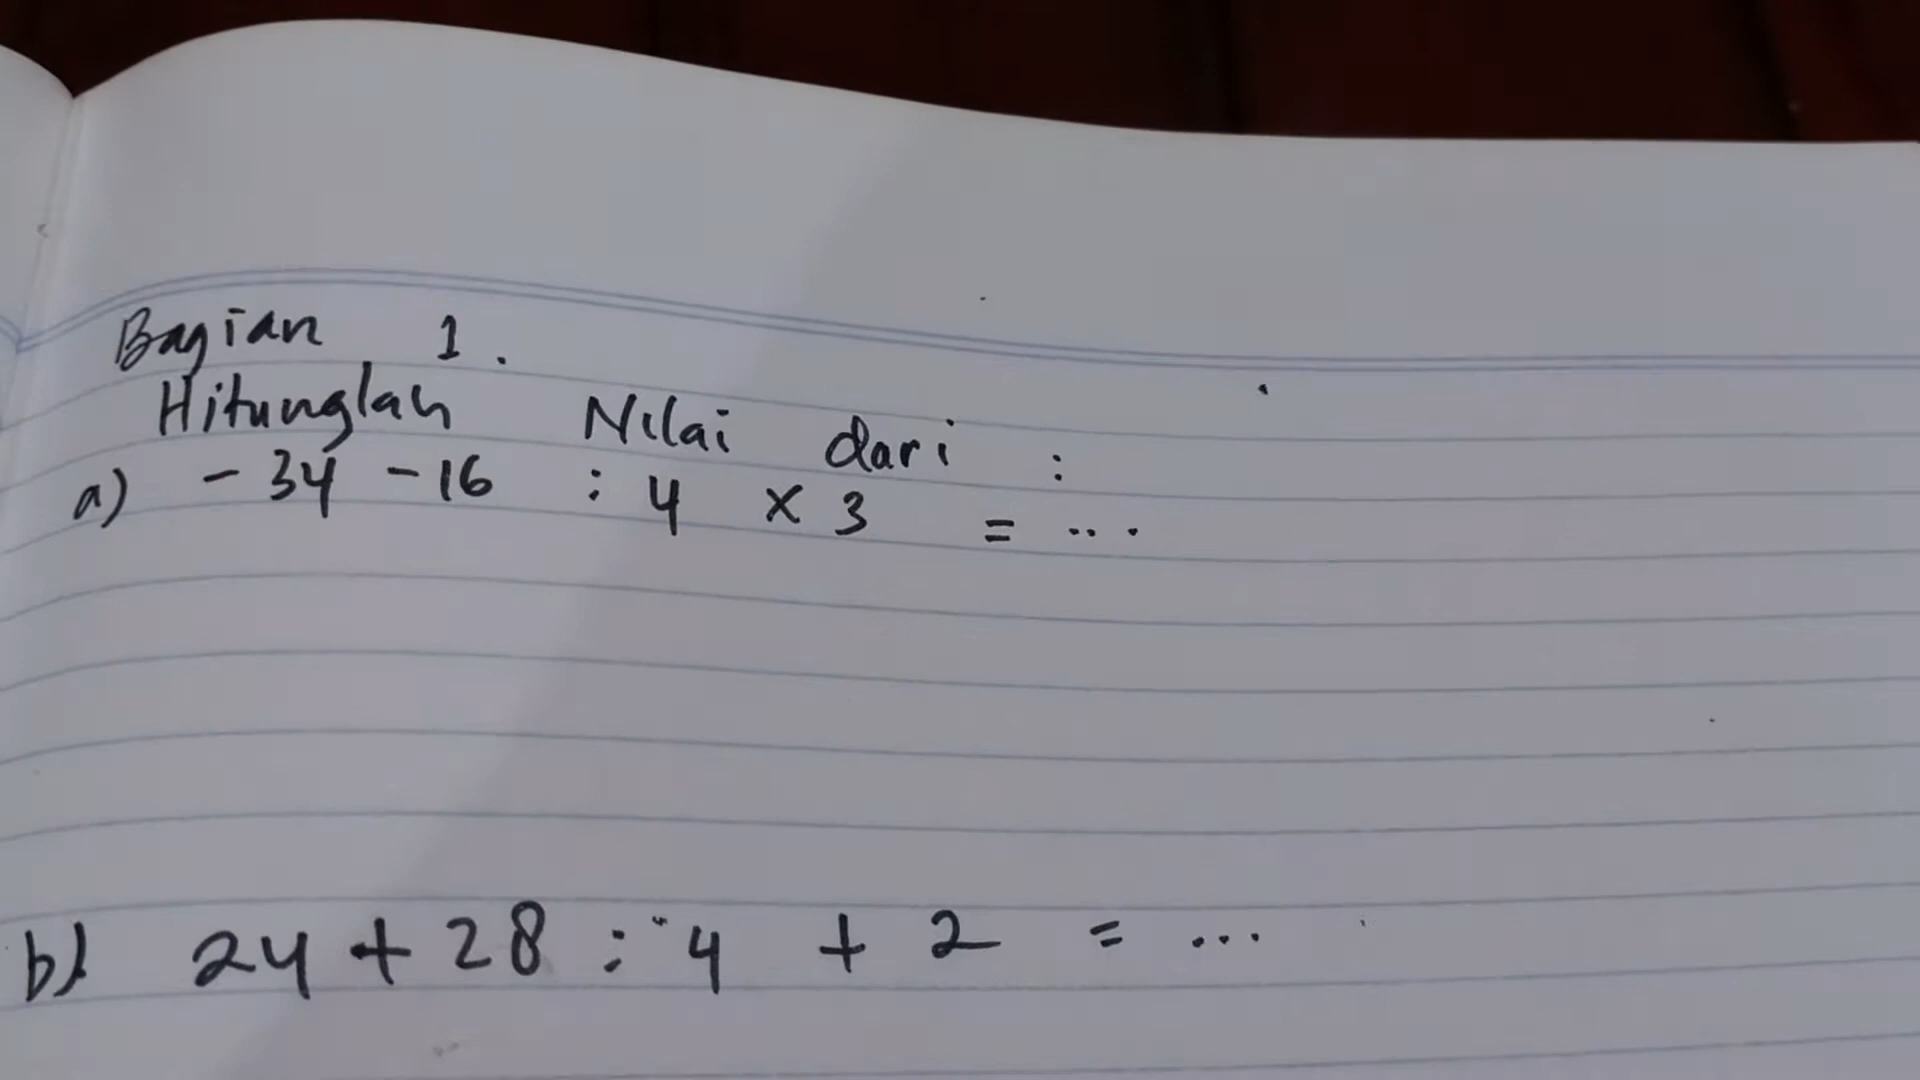 Bagian 1.
Hitunglah Nilai dari :
a) - 34 - 16 : 4 x 3 = ...
b) 24 + 28 : 4 + 2 = ...